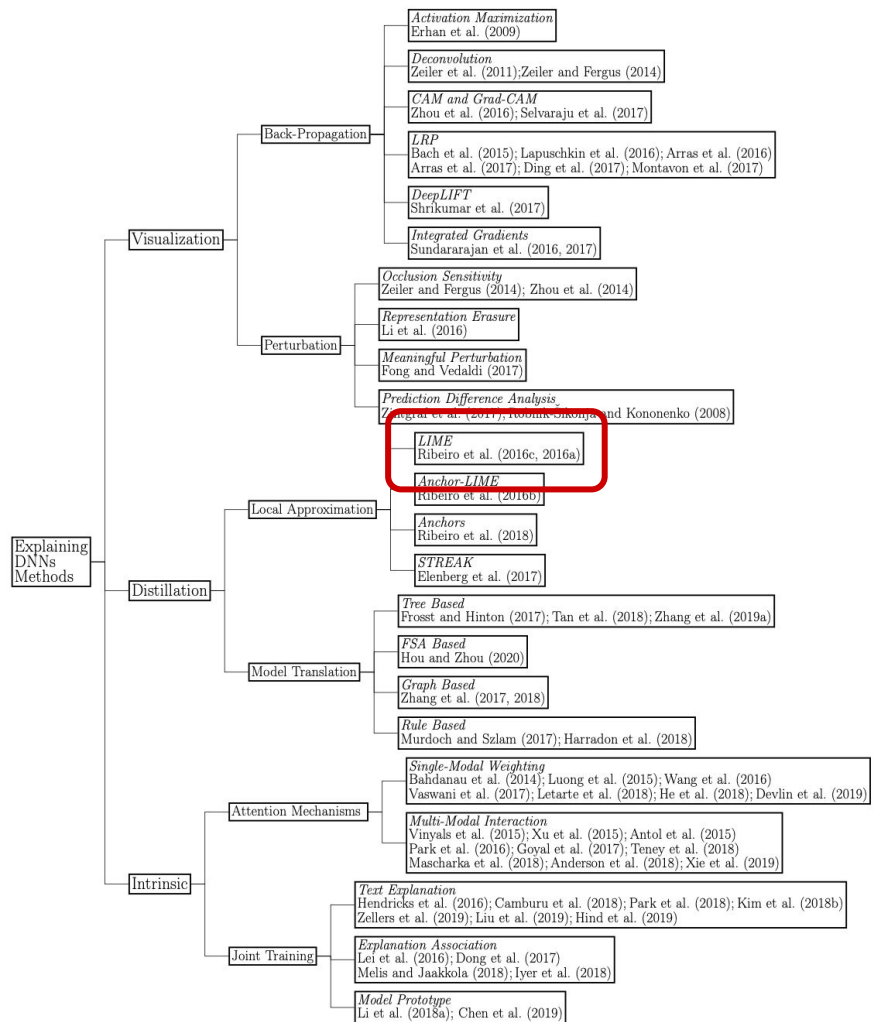 Activation Maximization
Erhan et al. (2009)
Deconvolution
Zeiler et al. (2011);Zeiler and Fergus (2014)
CAM and Grad-CAM
Zhou et al. (2016); Selvaraju et al. (2017)
Back-Propagation
LRP
Bach et al. (2015); Lapuschkin et al. (2016); Arras et al. (2016)
Arras et al. (2017); Ding et al. (2017); Montavon et al. (2017)
DeepLIFT
Shrikumar et al. (2017)
Visualization
Integrated Gradients
Sundararajan et al. (2016, 2017)
Occlusion Sensitivity
Zeiler and Fergus (2014); Zhou et al. (2014)
Representation Erasure
Li et al. (2016)
Perturbation
Meaningful Perturbation
Fong and Vedaldi (2017)
Prediction Difference Analysis
Zintgraf et al. (2017); Robnik-Šikonja and Kononenko (2008)
LIME
Ribeiro et al. (2016c, 2016a)
Anchor-LIME
Ribeiro et al. (2016b)
Local Approximation
Anchors
Ribeiro et al. (2018)
STREAK
Elenberg et al. (2017)
Explaining
DNNs
Methods
Distillation
Tree Based
Frosst and Hinton (2017); Tan et al. (2018); Zhang et al. (2019a)
FSA Based
Hou and Zhou (2020)
Model Translation
Graph Based
Zhang et al. (2017, 2018)
Rule Based
Murdoch and Szlam (2017); Harradon et al. (2018)
Single-Modal Weighting
Bahdanau et al. (2014); Luong et al. (2015); Wang et al. (2016)
Vaswani et al. (2017); Letarte et al. (2018); He et al. (2018); Devlin et al. (2019)
Attention Mechanisms
Multi-Modal Interaction
Vinyals et al. (2015); Xu et al. (2015); Antol et al. (2015)
Park et al. (2016); Goyal et al. (2017); Teney et al. (2018)
Mascharka et al. (2018); Anderson et al. (2018); Xie et al. (2019)
Intrinsic
Text Explanation
Hendricks et al. (2016); Camburu et al. (2018); Park et al. (2018); Kim et al. (2018b)
Zellers et al. (2019); Liu et al. (2019); Hind et al. (2019)
Joint Training
Explanation Association
Lei et al. (2016); Dong et al. (2017)
Melis and Jaakkola (2018); Iyer et al. (2018)
Model Prototype
Li et al. (2018a); Chen et al. (2019)